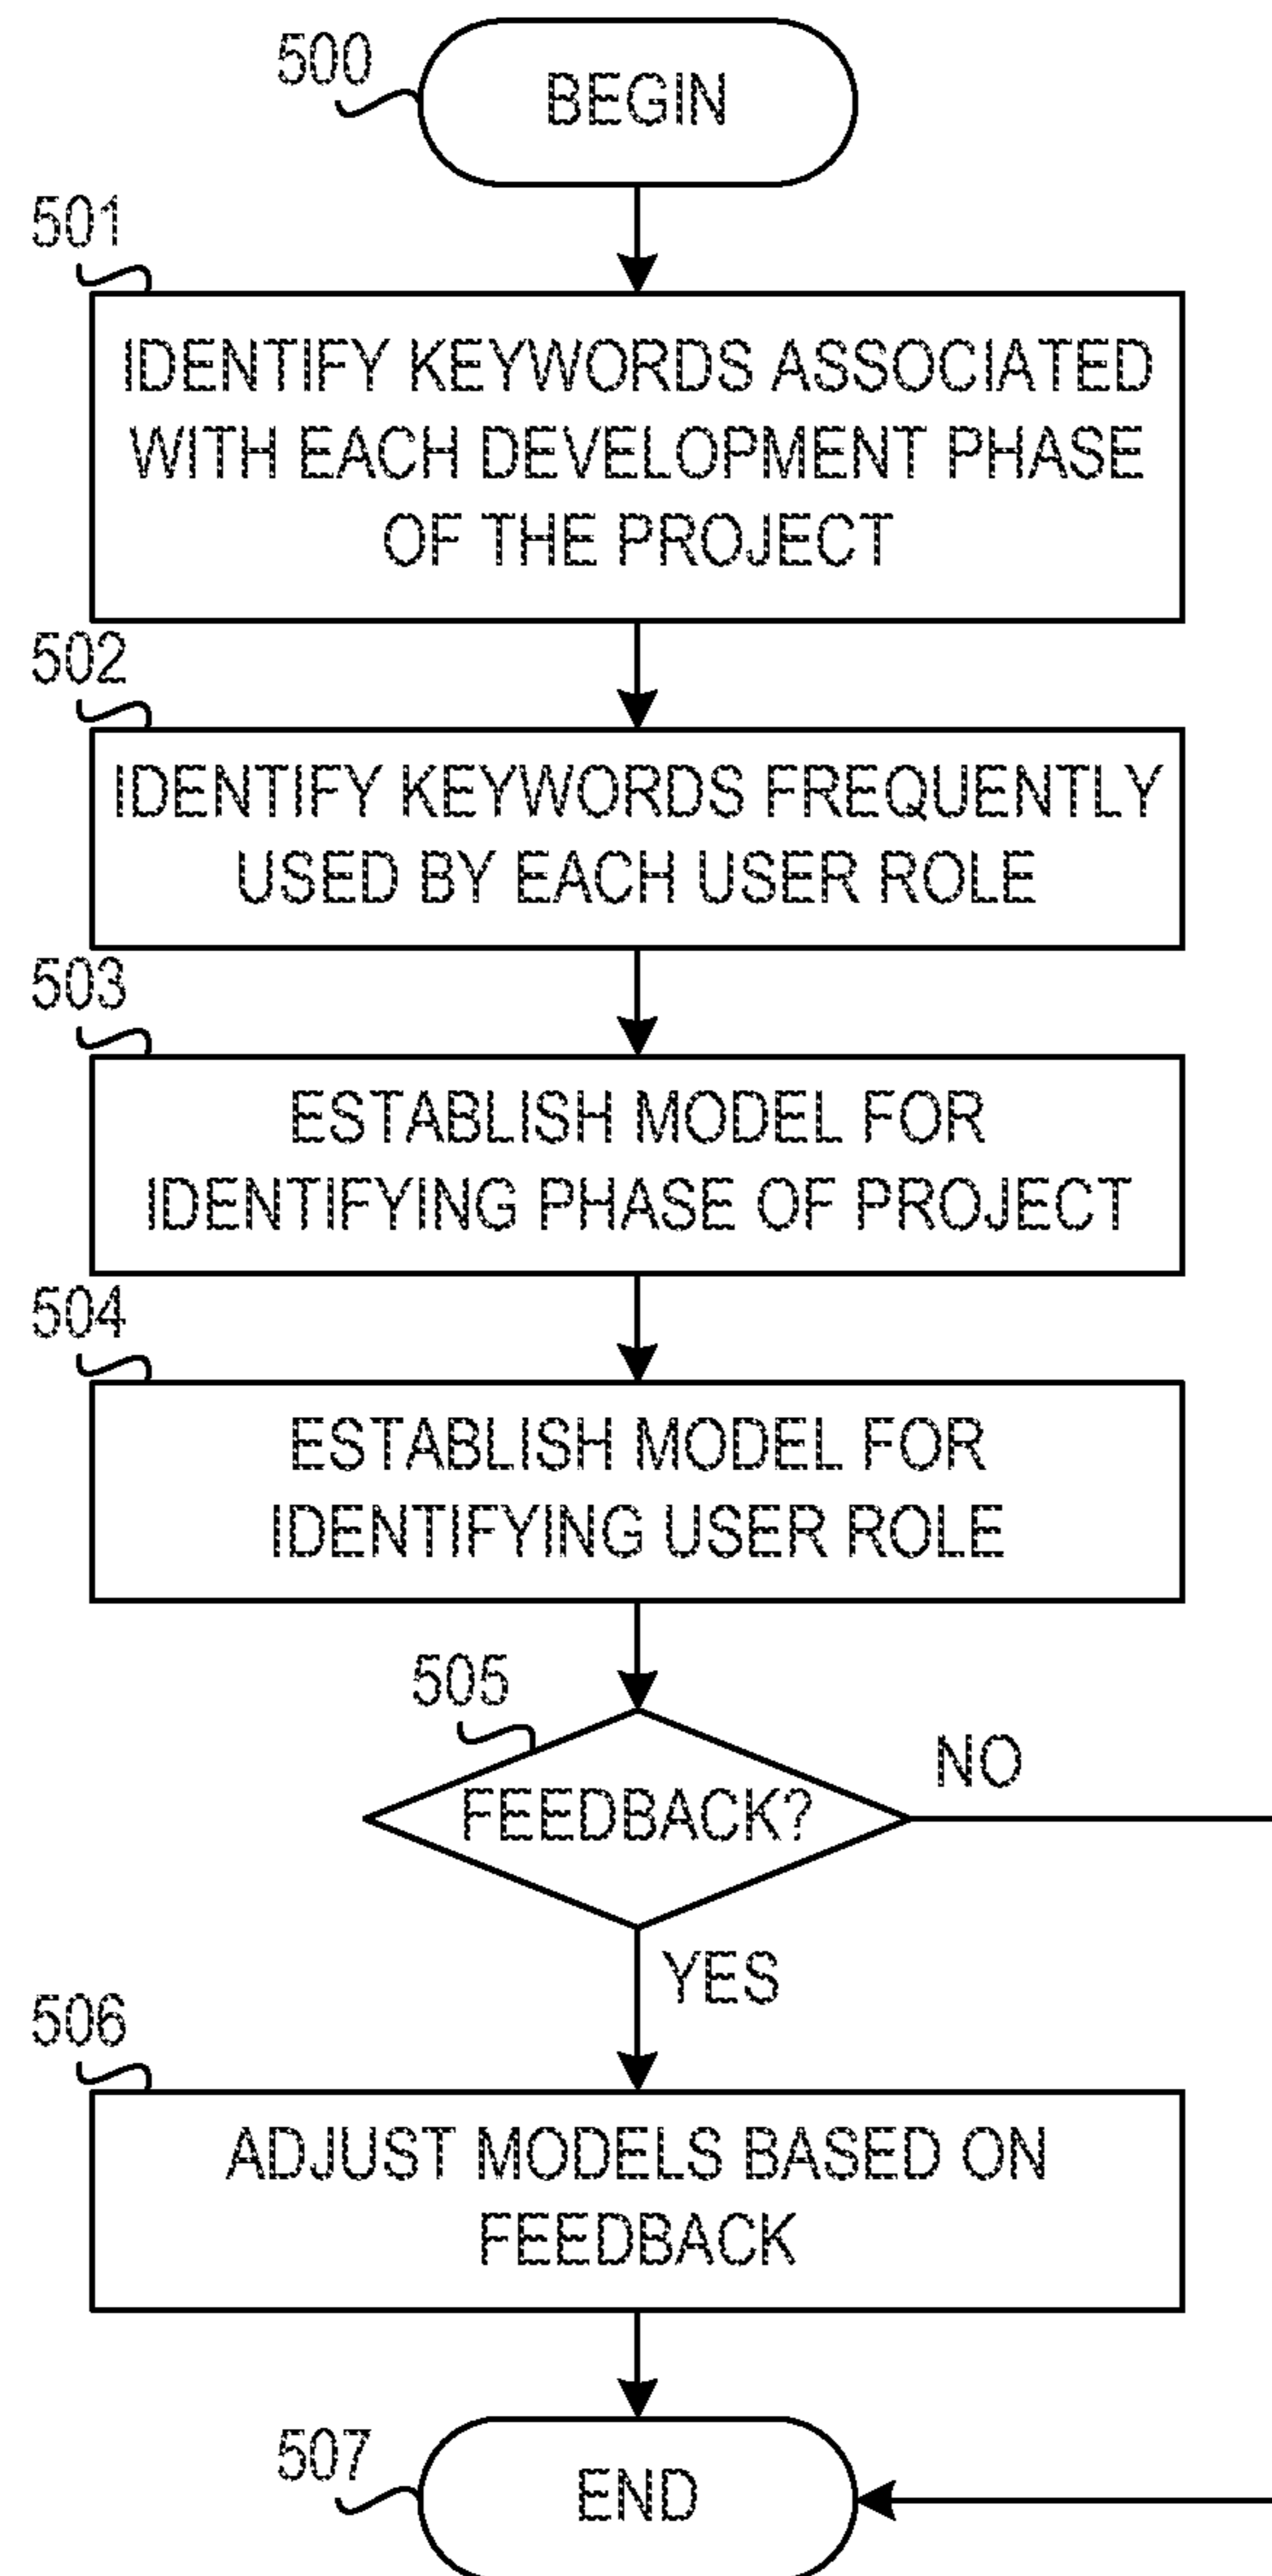 500
BEGIN
501
IDENTIFY KEYWORDS ASSOCIATED
WITH EACH DEVELOPMENT PHASE
OF THE PROJECT
502
IDENTIFY KEYWORDS FREQUENTLY
USED BY EACH USER ROLE
503
ESTABLISH MODEL FOR
IDENTIFYING PHASE OF PROJECT
504
ESTABLISH MODEL FOR
IDENTIFYING USER ROLE
505
FEEDBACK?
NO
YES
506
ADJUST MODELS BASED ON
FEEDBACK
507
END